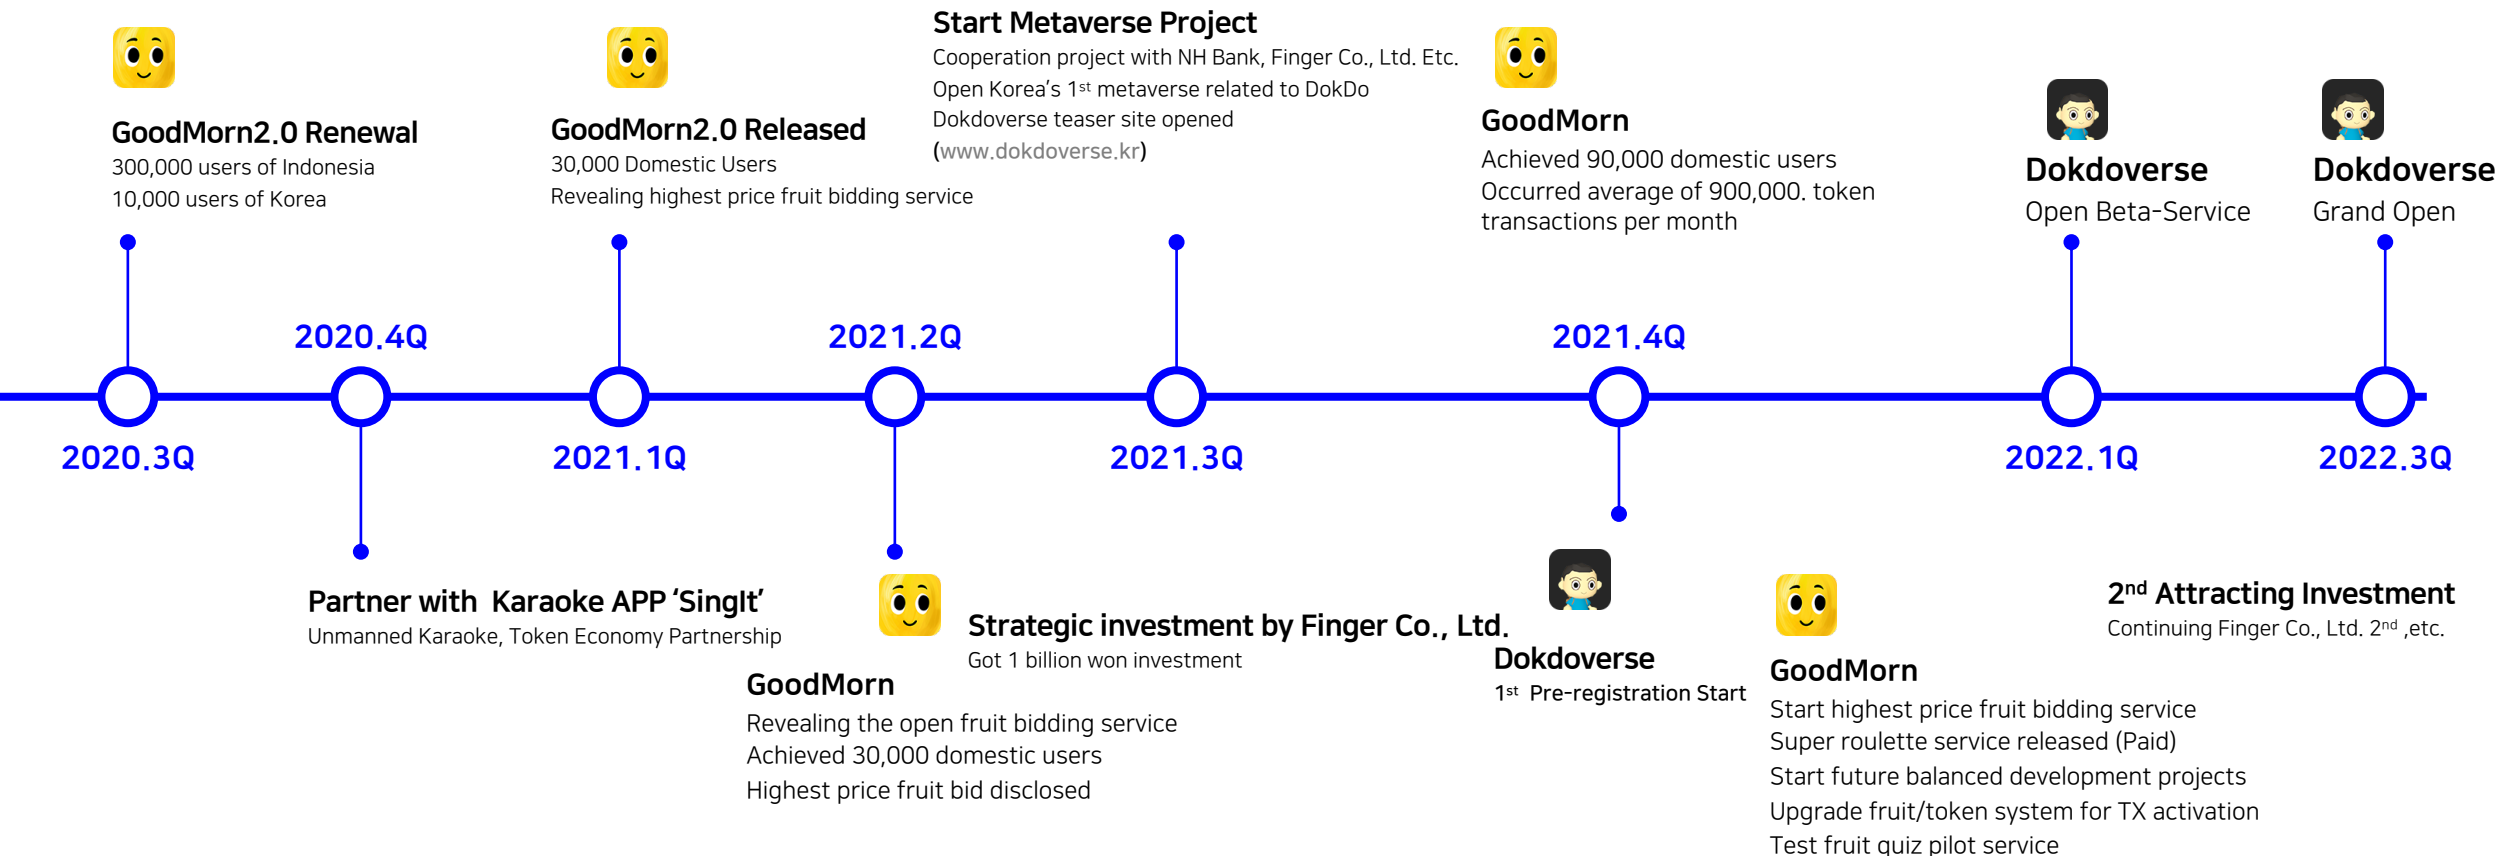 GoodMorn2.0 Renewal
300,000 users of Indonesia
10,000 users of Korea
GoodMorn2.0 Released
30,000 Domestic Users
Revealing highest price fruit bidding service
Start Metaverse Project
Cooperation project with NH Bank, Finger Co., Ltd. Etc.
Open Korea's 1st metaverse related to DokDo
Dokdoverse teaser site opened
(www.dokdoverse.kr)
GoodMorn
Achieved 90,000 domestic users
Occurred average of 900,000. token
transactions per month
Dokdoverse
Open Beta-Service
Dokdoverse
Grand Open
2020.3Q
2020.4Q
2021.1Q
2021.2Q
2021.3Q
2021.4Q
2022.1Q
2022.3Q
Partner with  Karaoke APP ‘SingIt’
Unmanned Karaoke, Token Economy Partnership
GoodMorn
Revealing the open fruit bidding service
Achieved 30,000 domestic users
Highest price fruit bid disclosed
Strategic investment by Finger Co., Ltd.
Got 1 billion won investment
Dokdoverse
1st  Pre-registration Start
GoodMorn
Start highest price fruit bidding service
Super roulette service released (Paid)
Start future balanced development projects
Upgrade fruit/token system for TX activation
Test fruit quiz pilot service
2nd Attracting Investment
Continuing Finger Co., Ltd. 2nd ,etc.